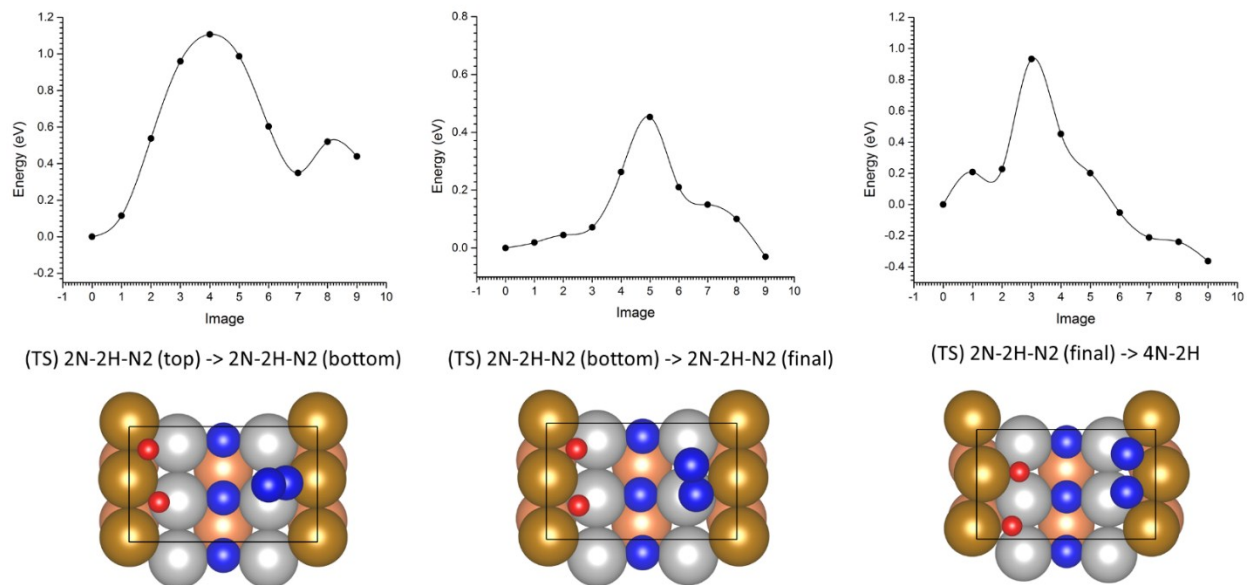 1.2
1.0
0.8
0.6
0.4
0.2
0.0
-0.2
Energy (eV)
-1 0 1 2 3 4 5 6 7 8 9 10
Image
0.8
0.6
0.4
0.2
0.0
Energy (eV)
-1 0 1 2 3 4 5 6 7 8 9 10
Image
1.2
1.0
0.8
0.6
0.4
0.2
0.0
-0.2
-0.4
Energy (eV)
-1 0 1 2 3 4 5 6 7 8 9 10
Image
(TS) 2N-2H-N2 (top) -> 2N-2H-N2 (bottom)
(TS) 2N-2H-N2 (bottom) -> 2N-2H-N2 (final)
(TS) 2N-2H-N2 (final) -> 4N-2H